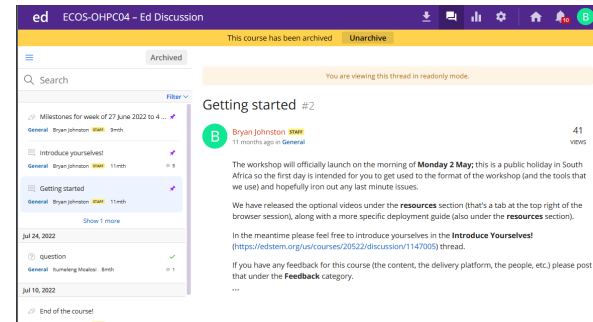 ed ECOS-OHPC04 – Ed Discussion
10
B
This course has been archived Unarchive
Archived
Search
Filter
Milestones for week of 27 June 2022 to 4 ...
General Bryan Johnston STAFF 9mth
Introduce yourselves!
General Bryan Johnston STAFF 11mth 5
Getting started
General Bryan Johnston STAFF 11mth
Show 1 more
Jul 24, 2022
question
General Itumeleng Moalosi 8mth 1
Jul 10, 2022
End of the course!
You are viewing this thread in readonly mode.
Getting started #2
B
Bryan Johnston STAFF
11 months ago in General
41
VIEWS
The workshop will officially launch on the morning of Monday 2 May; this is a public holiday in South
Africa so the first day is intended for you to get used to the format of the workshop (and the tools that
we use) and hopefully iron out any last minute issues.
We have released the optional videos under the resources section (that's a tab at the top right of the
browser session), along with a more specific deployment guide (also under the resources section).
In the meantime please feel free to introduce yourselves in the Introduce Yourselves!
(https://edstem.org/us/courses/20522/discussion/1147005) thread.
If you have any feedback for this course (the content, the delivery platform, the people, etc.) please post
that under the Feedback category.
...